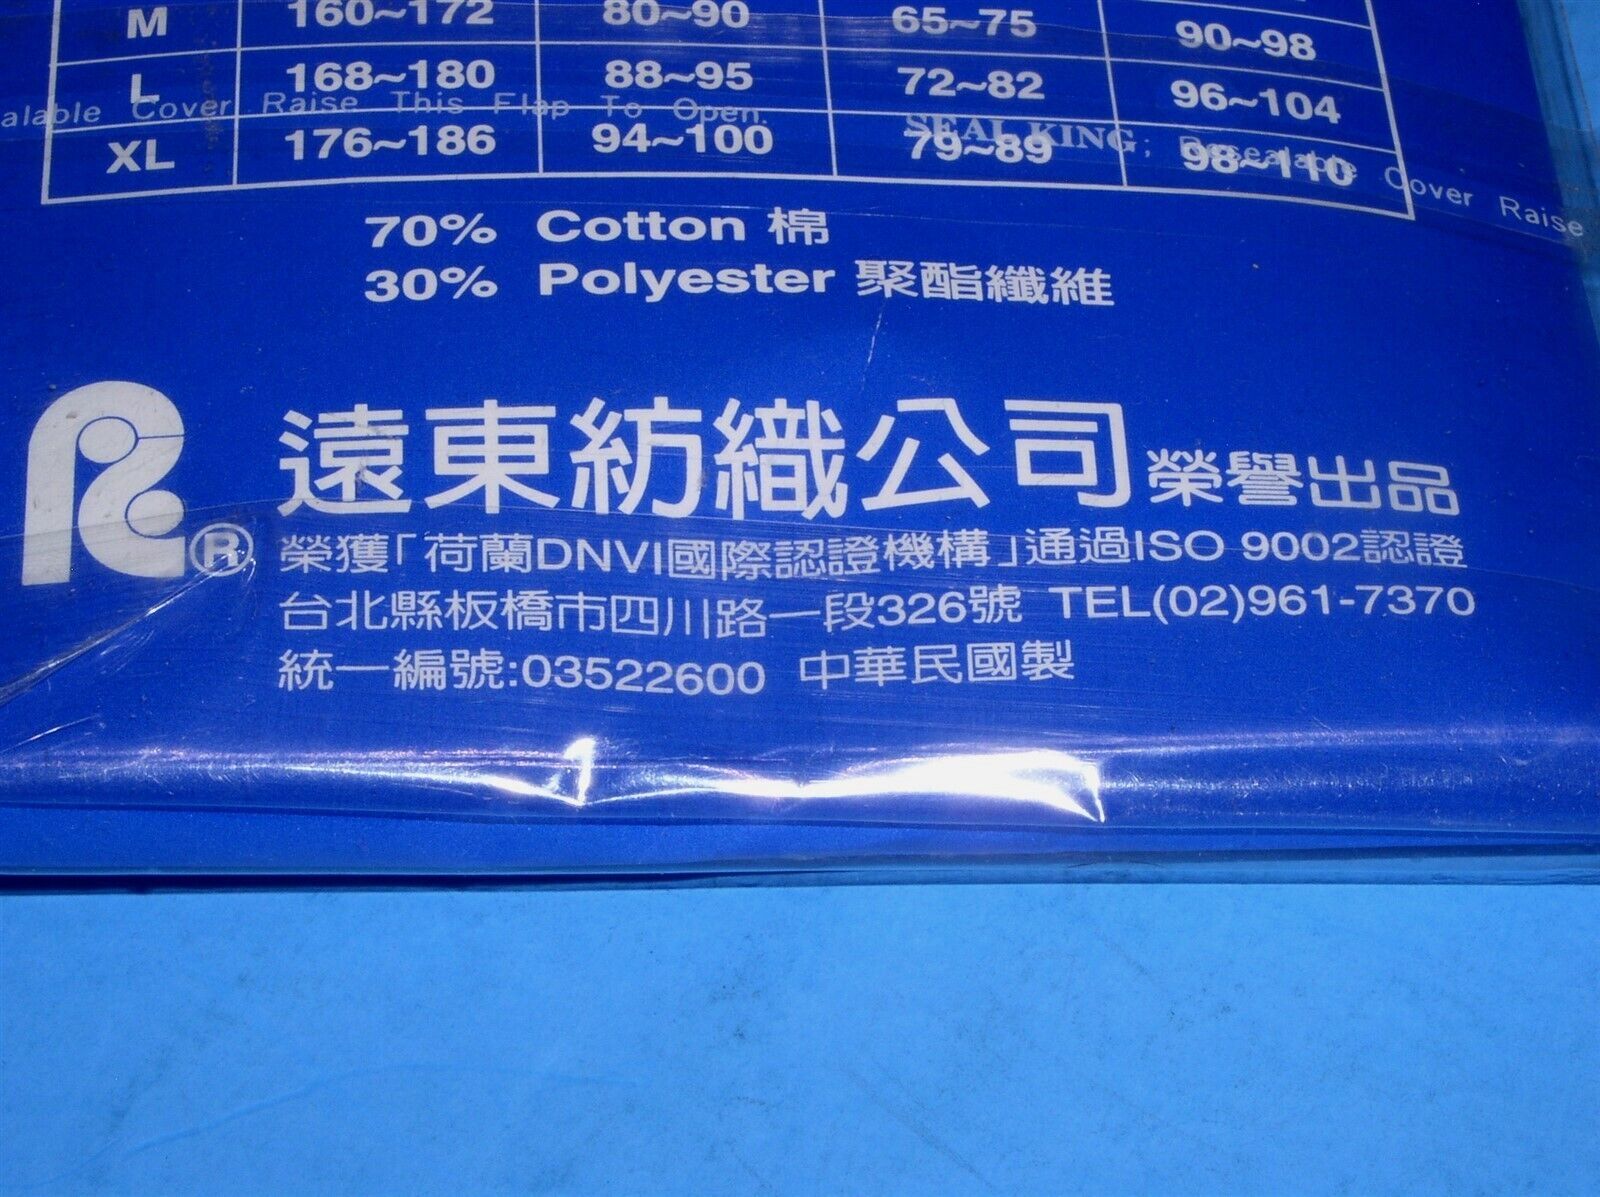 M 160~172 80~90 65~75 90~98
L 168~180 88~95 72~82 96~104
alable Cover Raise This Flap To Open. SEAL KING; Resealable Cover Raise
XL 176~186 94~100 79~89 98~110
70% Cotton 棉
30% Polyester 聚酯纖維
遠東紡織公司榮譽出品
R
榮獲「荷蘭DNVI國際認證機構」通過ISO 9002認證
台北縣板橋市四川路一段326號 TEL(02)961-7370
統一編號:03522600 中華民國製